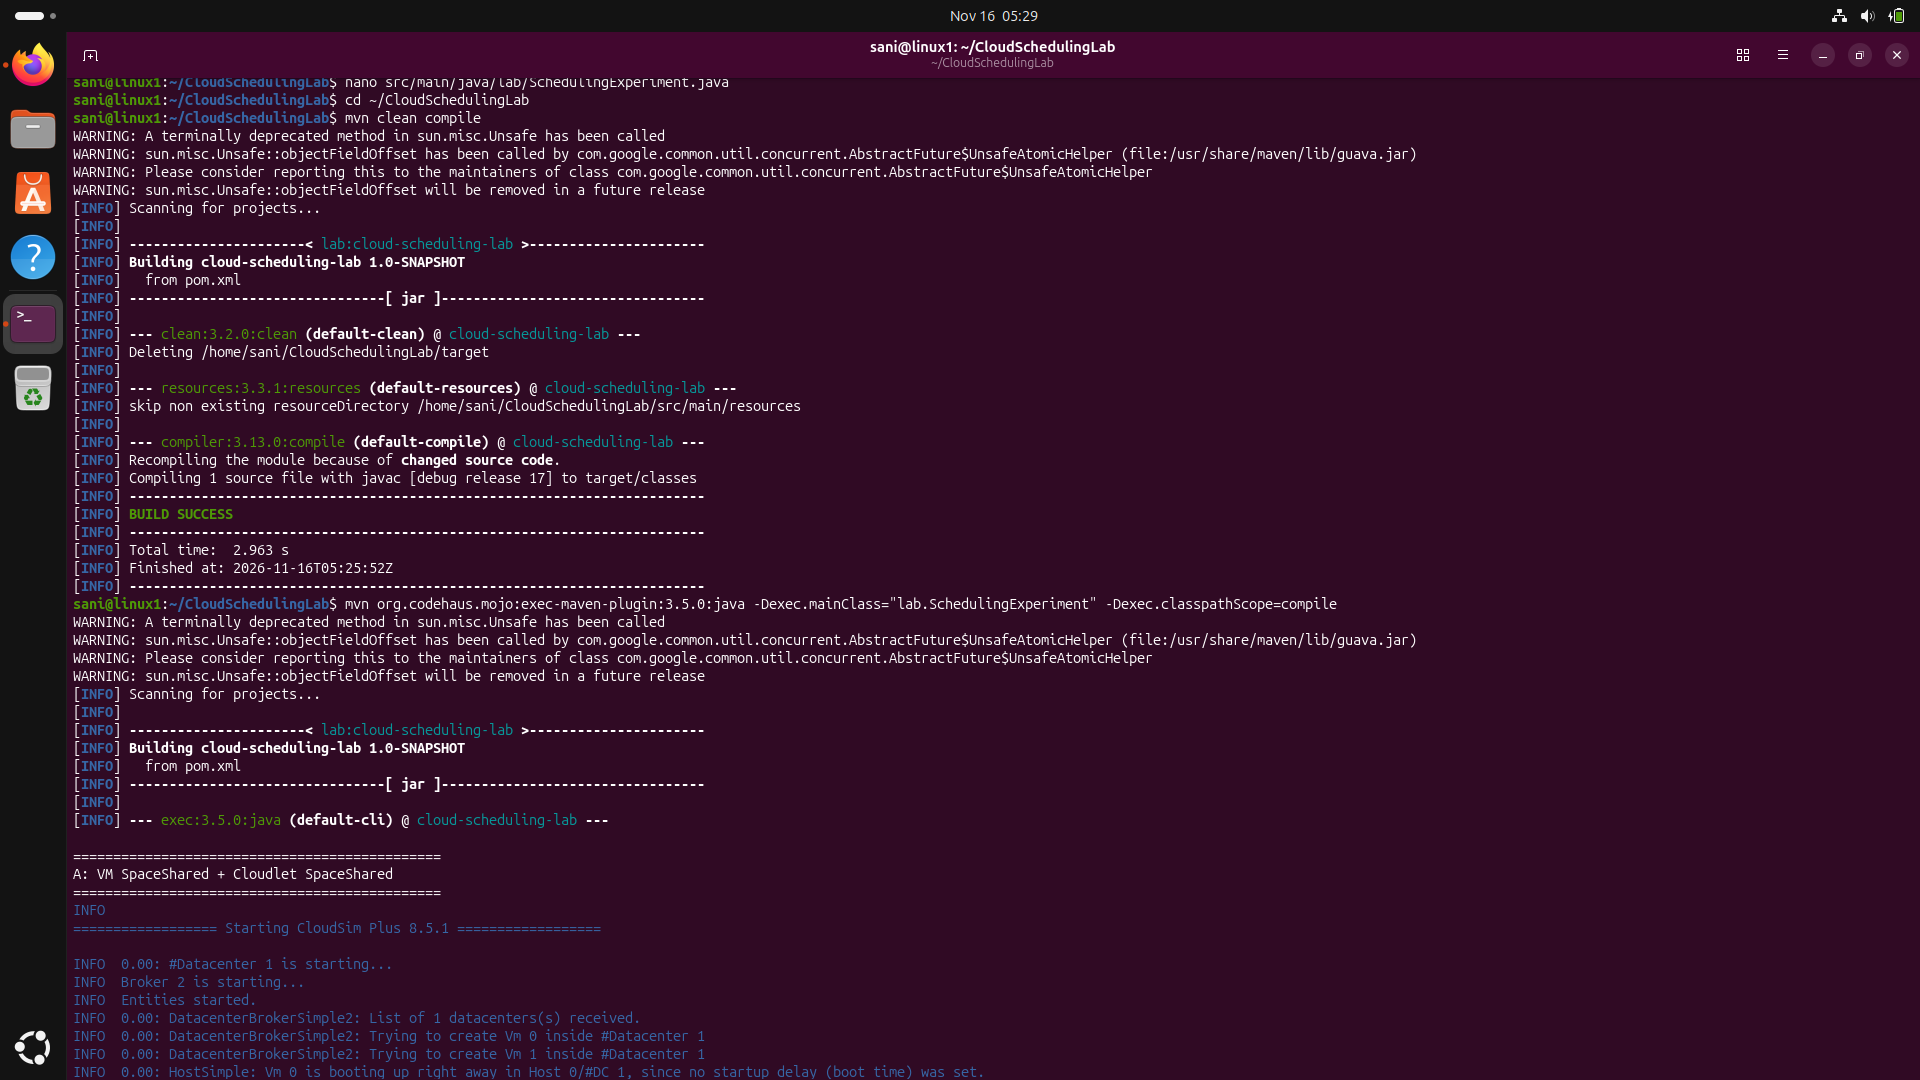 Nov 16 05:29
sani@linux1: ~/CloudSchedulingLab
~/CloudSchedulingLab
sani@linux1:~/CloudSchedulingLab$ nano src/main/java/lab/SchedulingExperiment.java
sani@linux1:~/CloudSchedulingLab$ cd ~/CloudSchedulingLab
sani@linux1:~/CloudSchedulingLab$ mvn clean compile
WARNING: A terminally deprecated method in sun.misc.Unsafe has been called
WARNING: sun.misc.Unsafe::objectFieldOffset has been called by com.google.common.util.concurrent.AbstractFuture$UnsafeAtomicHelper (file:/usr/share/maven/lib/guava.jar)
WARNING: Please consider reporting this to the maintainers of class com.google.common.util.concurrent.AbstractFuture$UnsafeAtomicHelper
WARNING: sun.misc.Unsafe::objectFieldOffset will be removed in a future release
[INFO] Scanning for projects...
[INFO]
[INFO] ----------------------< lab:cloud-scheduling-lab >----------------------
[INFO] Building cloud-scheduling-lab 1.0-SNAPSHOT
[INFO]   from pom.xml
[INFO] --------------------------------[ jar ]---------------------------------
[INFO]
[INFO] --- clean:3.2.0:clean (default-clean) @ cloud-scheduling-lab ---
[INFO] Deleting /home/sani/CloudSchedulingLab/target
[INFO]
[INFO] --- resources:3.3.1:resources (default-resources) @ cloud-scheduling-lab ---
[INFO] skip non existing resourceDirectory /home/sani/CloudSchedulingLab/src/main/resources
[INFO]
[INFO] --- compiler:3.13.0:compile (default-compile) @ cloud-scheduling-lab ---
[INFO] Recompiling the module because of changed source code.
[INFO] Compiling 1 source file with javac [debug release 17] to target/classes
[INFO] ------------------------------------------------------------------------
[INFO] BUILD SUCCESS
[INFO] ------------------------------------------------------------------------
[INFO] Total time:  2.963 s
[INFO] Finished at: 2026-11-16T05:25:52Z
[INFO] ------------------------------------------------------------------------
sani@linux1:~/CloudSchedulingLab$ mvn org.codehaus.mojo:exec-maven-plugin:3.5.0:java -Dexec.mainClass="lab.SchedulingExperiment" -Dexec.classpathScope=compile
WARNING: A terminally deprecated method in sun.misc.Unsafe has been called
WARNING: sun.misc.Unsafe::objectFieldOffset has been called by com.google.common.util.concurrent.AbstractFuture$UnsafeAtomicHelper (file:/usr/share/maven/lib/guava.jar)
WARNING: Please consider reporting this to the maintainers of class com.google.common.util.concurrent.AbstractFuture$UnsafeAtomicHelper
WARNING: sun.misc.Unsafe::objectFieldOffset will be removed in a future release
[INFO] Scanning for projects...
[INFO]
[INFO] ----------------------< lab:cloud-scheduling-lab >----------------------
[INFO] Building cloud-scheduling-lab 1.0-SNAPSHOT
[INFO]   from pom.xml
[INFO] --------------------------------[ jar ]---------------------------------
[INFO]
[INFO] --- exec:3.5.0:java (default-cli) @ cloud-scheduling-lab ---
==============================================
A: VM SpaceShared + Cloudlet SpaceShared
==============================================
INFO
================== Starting CloudSim Plus 8.5.1 ==================
INFO  0.00: #Datacenter 1 is starting...
INFO  Broker 2 is starting...
INFO  Entities started.
INFO  0.00: DatacenterBrokerSimple2: List of 1 datacenters(s) received.
INFO  0.00: DatacenterBrokerSimple2: Trying to create Vm 0 inside #Datacenter 1
INFO  0.00: DatacenterBrokerSimple2: Trying to create Vm 1 inside #Datacenter 1
INFO  0.00: HostSimple: Vm 0 is booting up right away in Host 0/#DC 1, since no startup delay (boot time) was set.